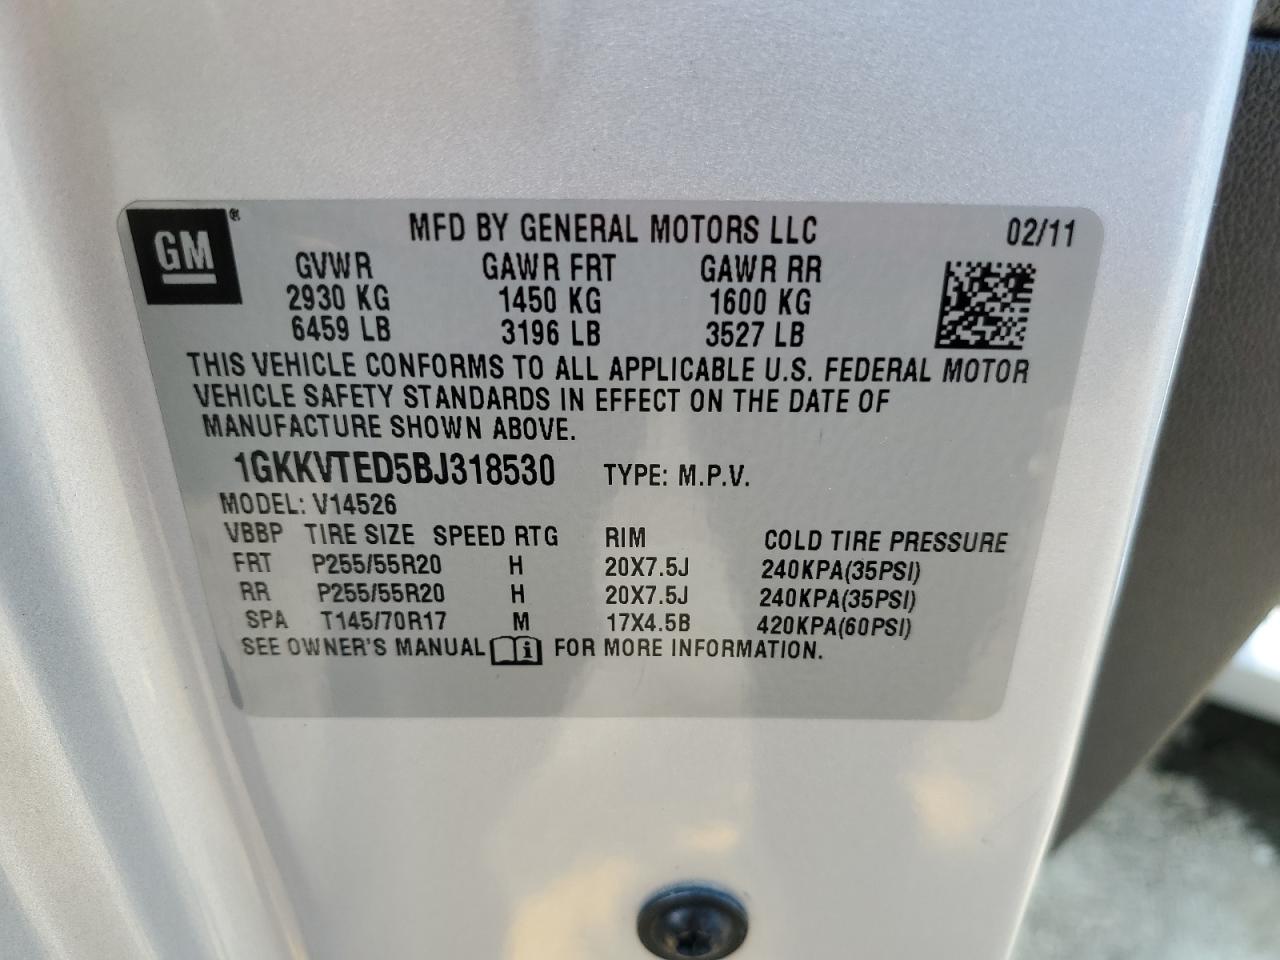 GM®
MFD BY GENERAL MOTORS LLC 02/11
GVWR GAWR FRT GAWR RR
2930 KG 1450 KG 1600 KG
6459 LB 3196 LB 3527 LB
THIS VEHICLE CONFORMS TO ALL APPLICABLE U.S. FEDERAL MOTOR
VEHICLE SAFETY STANDARDS IN EFFECT ON THE DATE OF
MANUFACTURE SHOWN ABOVE.
1GKKVTED5BJ318530 TYPE: M.P.V.
MODEL: V14526
VBBP TIRE SIZE SPEED RTG RIM COLD TIRE PRESSURE
FRT P255/55R20 H 20X7.5J 240KPA(35PSI)
RR P255/55R20 H 20X7.5J 240KPA(35PSI)
SPA T145/70R17 M 17X4.5B 420KPA(60PSI)
SEE OWNER'S MANUAL i FOR MORE INFORMATION.